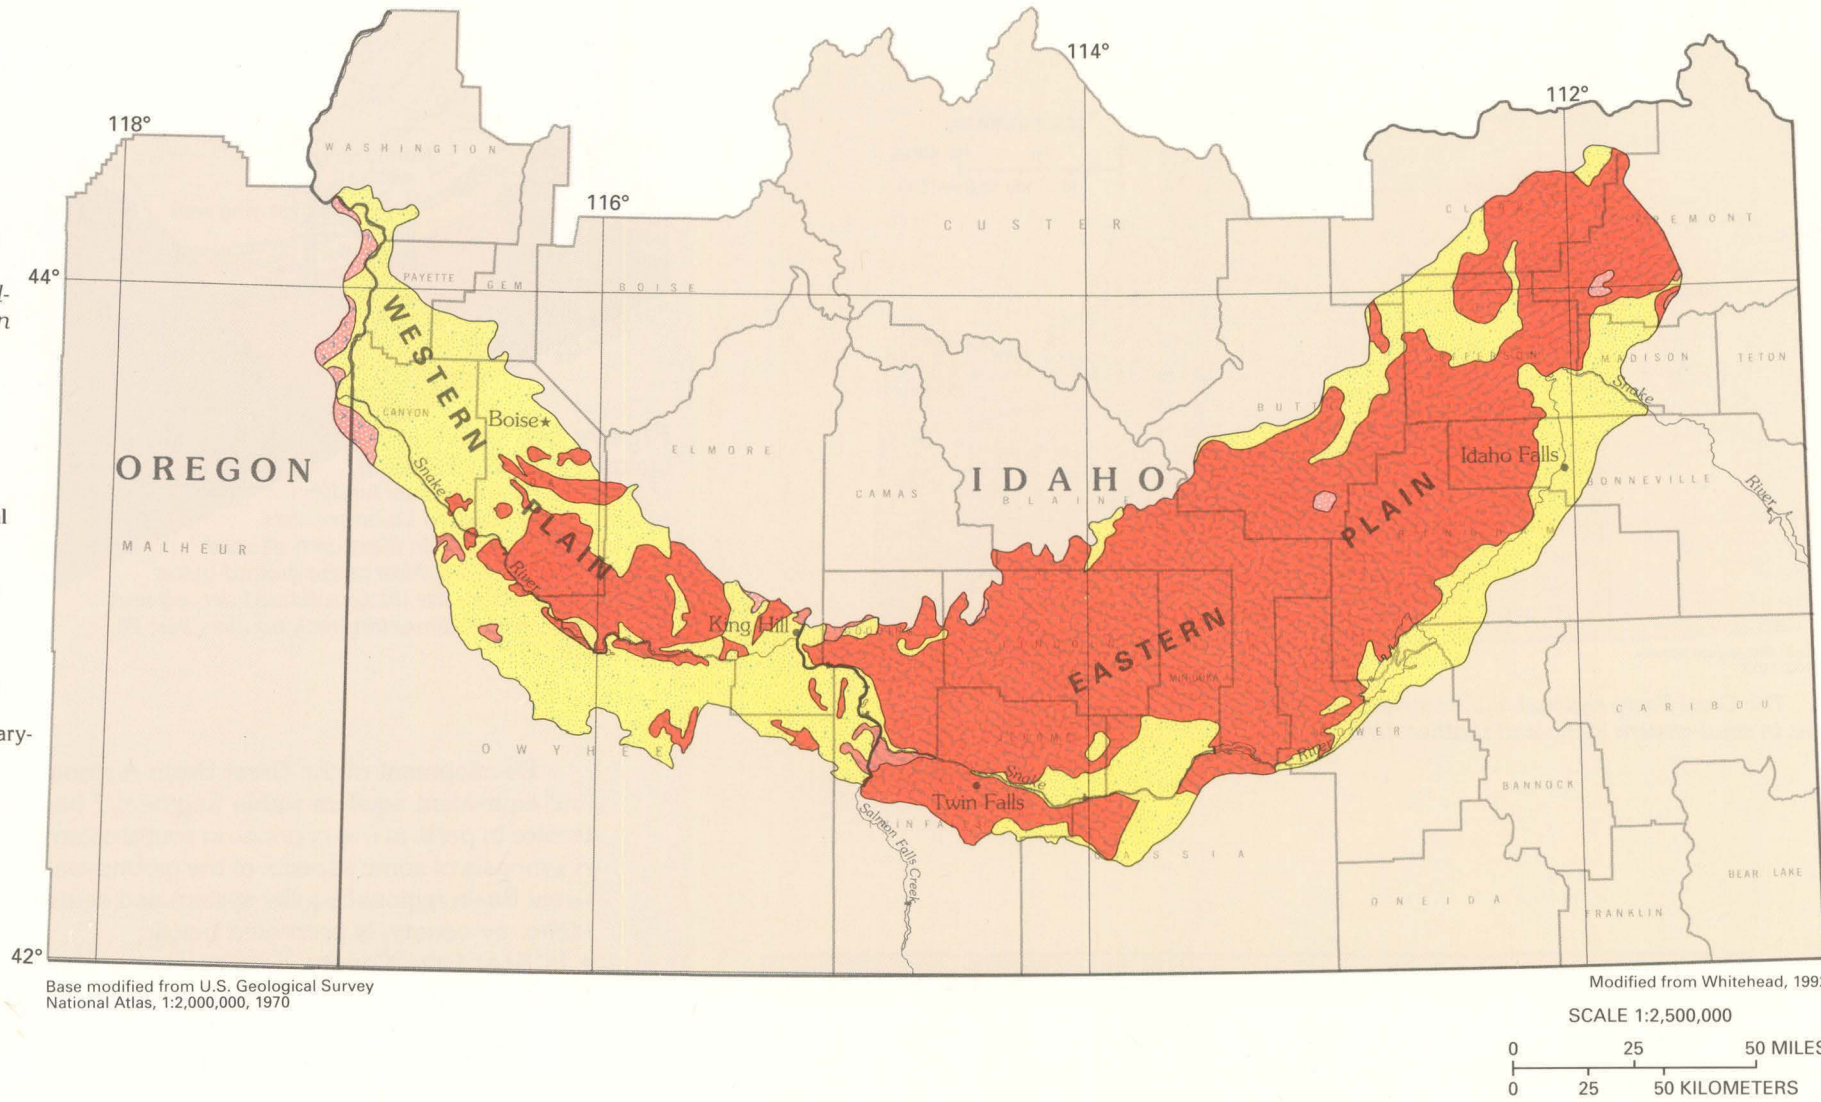 114°
112°
118°
WASHINGTON
116°
CUSTER
44°
PAYETTE
GEM
BOISE
WESTERN
JEFFERSON
MADISON
TETON
Snake
CANYON
Boise
BUTTE
ELMORE
Idaho Falls
OREGON
Snake
IDAHO
CAMAS
BLAINE
BONNEVILLE
River
PLAIN
PLAIN
MALHEUR
River
King Hill
EASTERN
MINIDOKA
CARIBOU
OWYHEE
JEROME
River
POWER
Snake
BANNOCK
Twin Falls
TWIN FALLS
Salmon Falls Creek
CASSIA
BEAR LAKE
ONEIDA
FRANKLIN
42°
Base modified from U.S. Geological Survey
National Atlas, 1:2,000,000, 1970
Modified from Whitehead, 199
SCALE 1:2,500,000
0 25 50 MILES
0 25 50 KILOMETERS